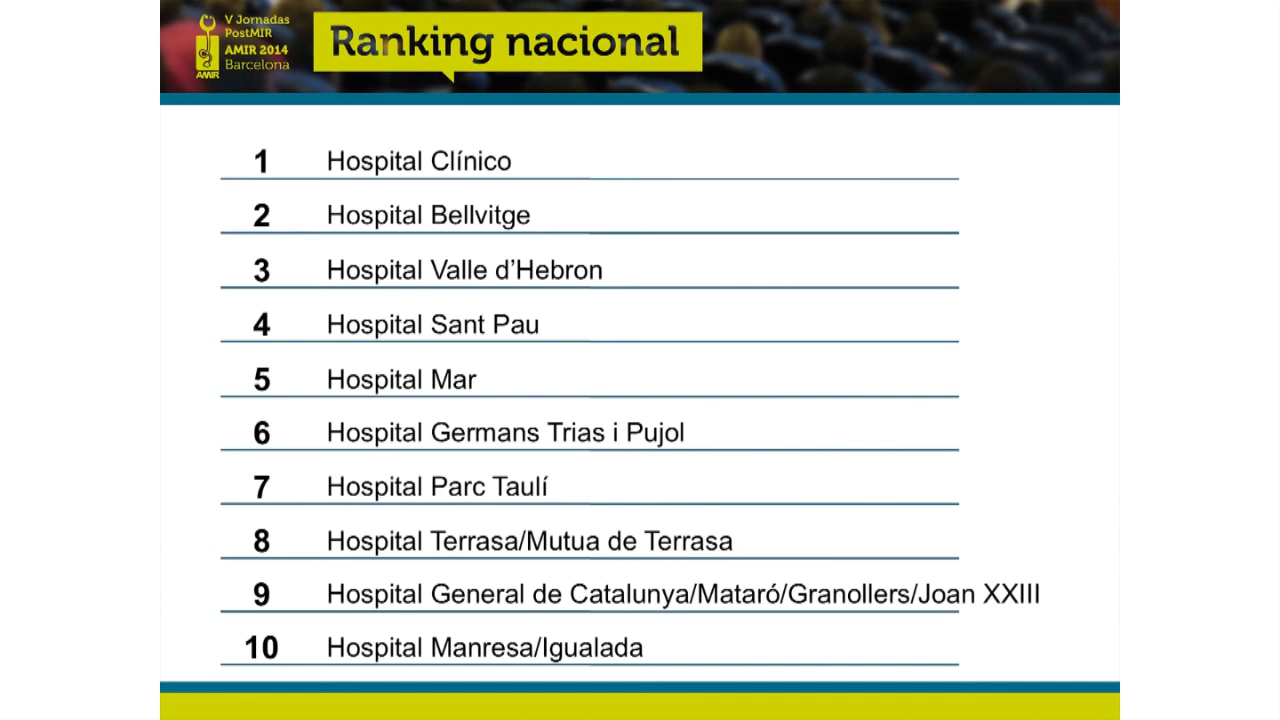 V Jornadas
PostMIR
AMIR 2014
Barcelona
AMIR
Ranking nacional
1 Hospital Clínico
2 Hospital Bellvitge
3 Hospital Valle d’Hebron
4 Hospital Sant Pau
5 Hospital Mar
6 Hospital Germans Trias i Pujol
7 Hospital Parc Taulí
8 Hospital Terrasa/Mutua de Terrasa
9 Hospital General de Catalunya/Mataró/Granollers/Joan XXIII
10 Hospital Manresa/Igualada